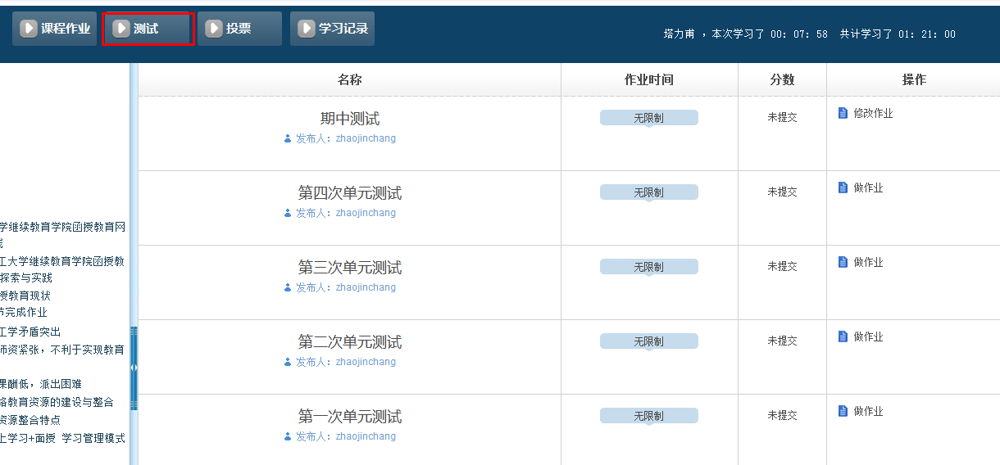 课程作业 测试 投票 学习记录
塔力甫 ，本次学习了 00: 07: 58 共计学习了 01: 21: 00
名称 作业时间 分数 操作
期中测试 无限制 未提交 修改作业
发布人: zhaojinchang
第四次单元测试 无限制 未提交 做作业
发布人: zhaojinchang
第三次单元测试 无限制 未提交 做作业
发布人: zhaojinchang
第二次单元测试 无限制 未提交 做作业
发布人: zhaojinchang
第一次单元测试 无限制 未提交 做作业
发布人: zhaojinchang
学继续教育学院函授教育网
工大学继续教育学院函授教
探索与实践
授教育现状
节完成作业
工学矛盾突出
师资紧张，不利于实现教育
果酬低，派出困难
络教育资源的建设与整合
资源整合特点
上学习+面授 学习管理模式